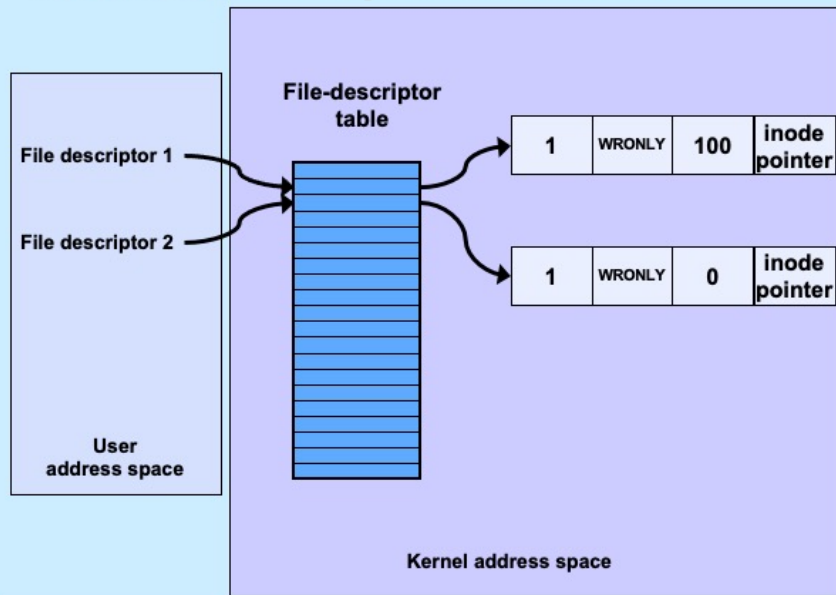 File-descriptor
table
File descriptor 1
1
WRONLY
100
inode
pointer
File descriptor 2
1
WRONLY
0
inode
pointer
User
address space
Kernel address space